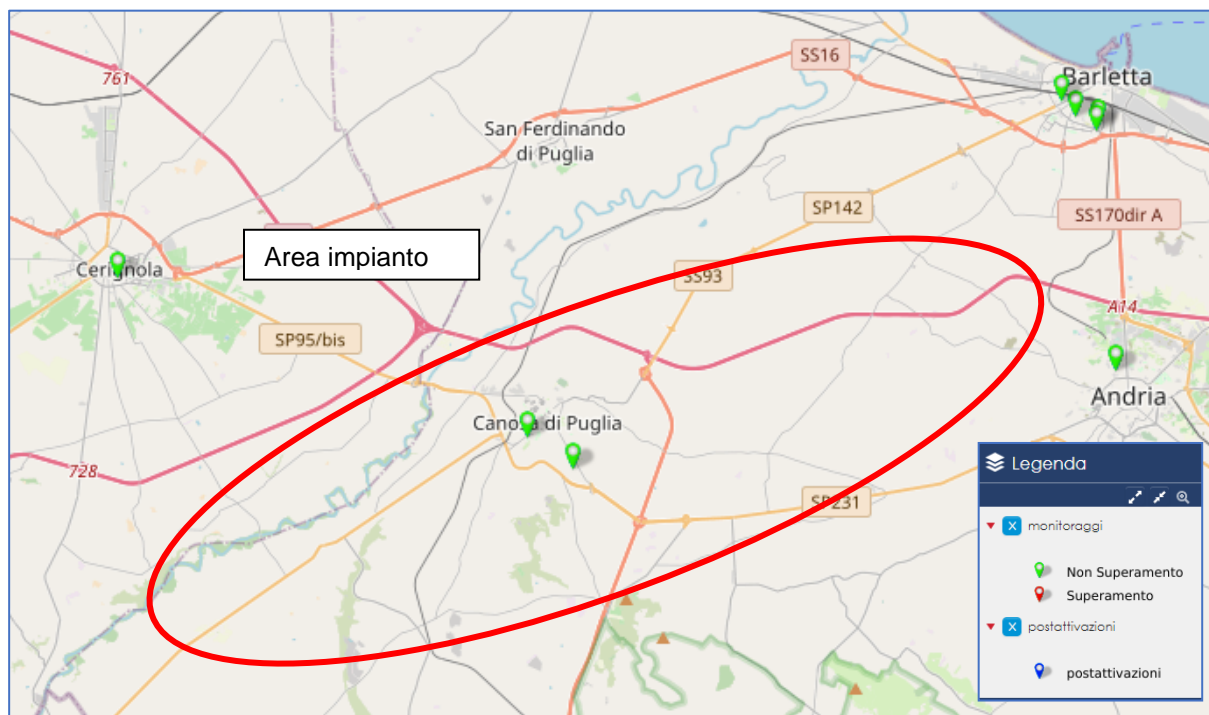 761
SS16
Barletta
San Ferdinando
di Puglia
SP142
SS170dir A
Cerignola
Area impianto
SS93
A14
SP95/bis
Andria
Canosa di Puglia
728
SP231
Legenda
x monitoraggi
Non Superamento
Superamento
x postattivazioni
postattivazioni